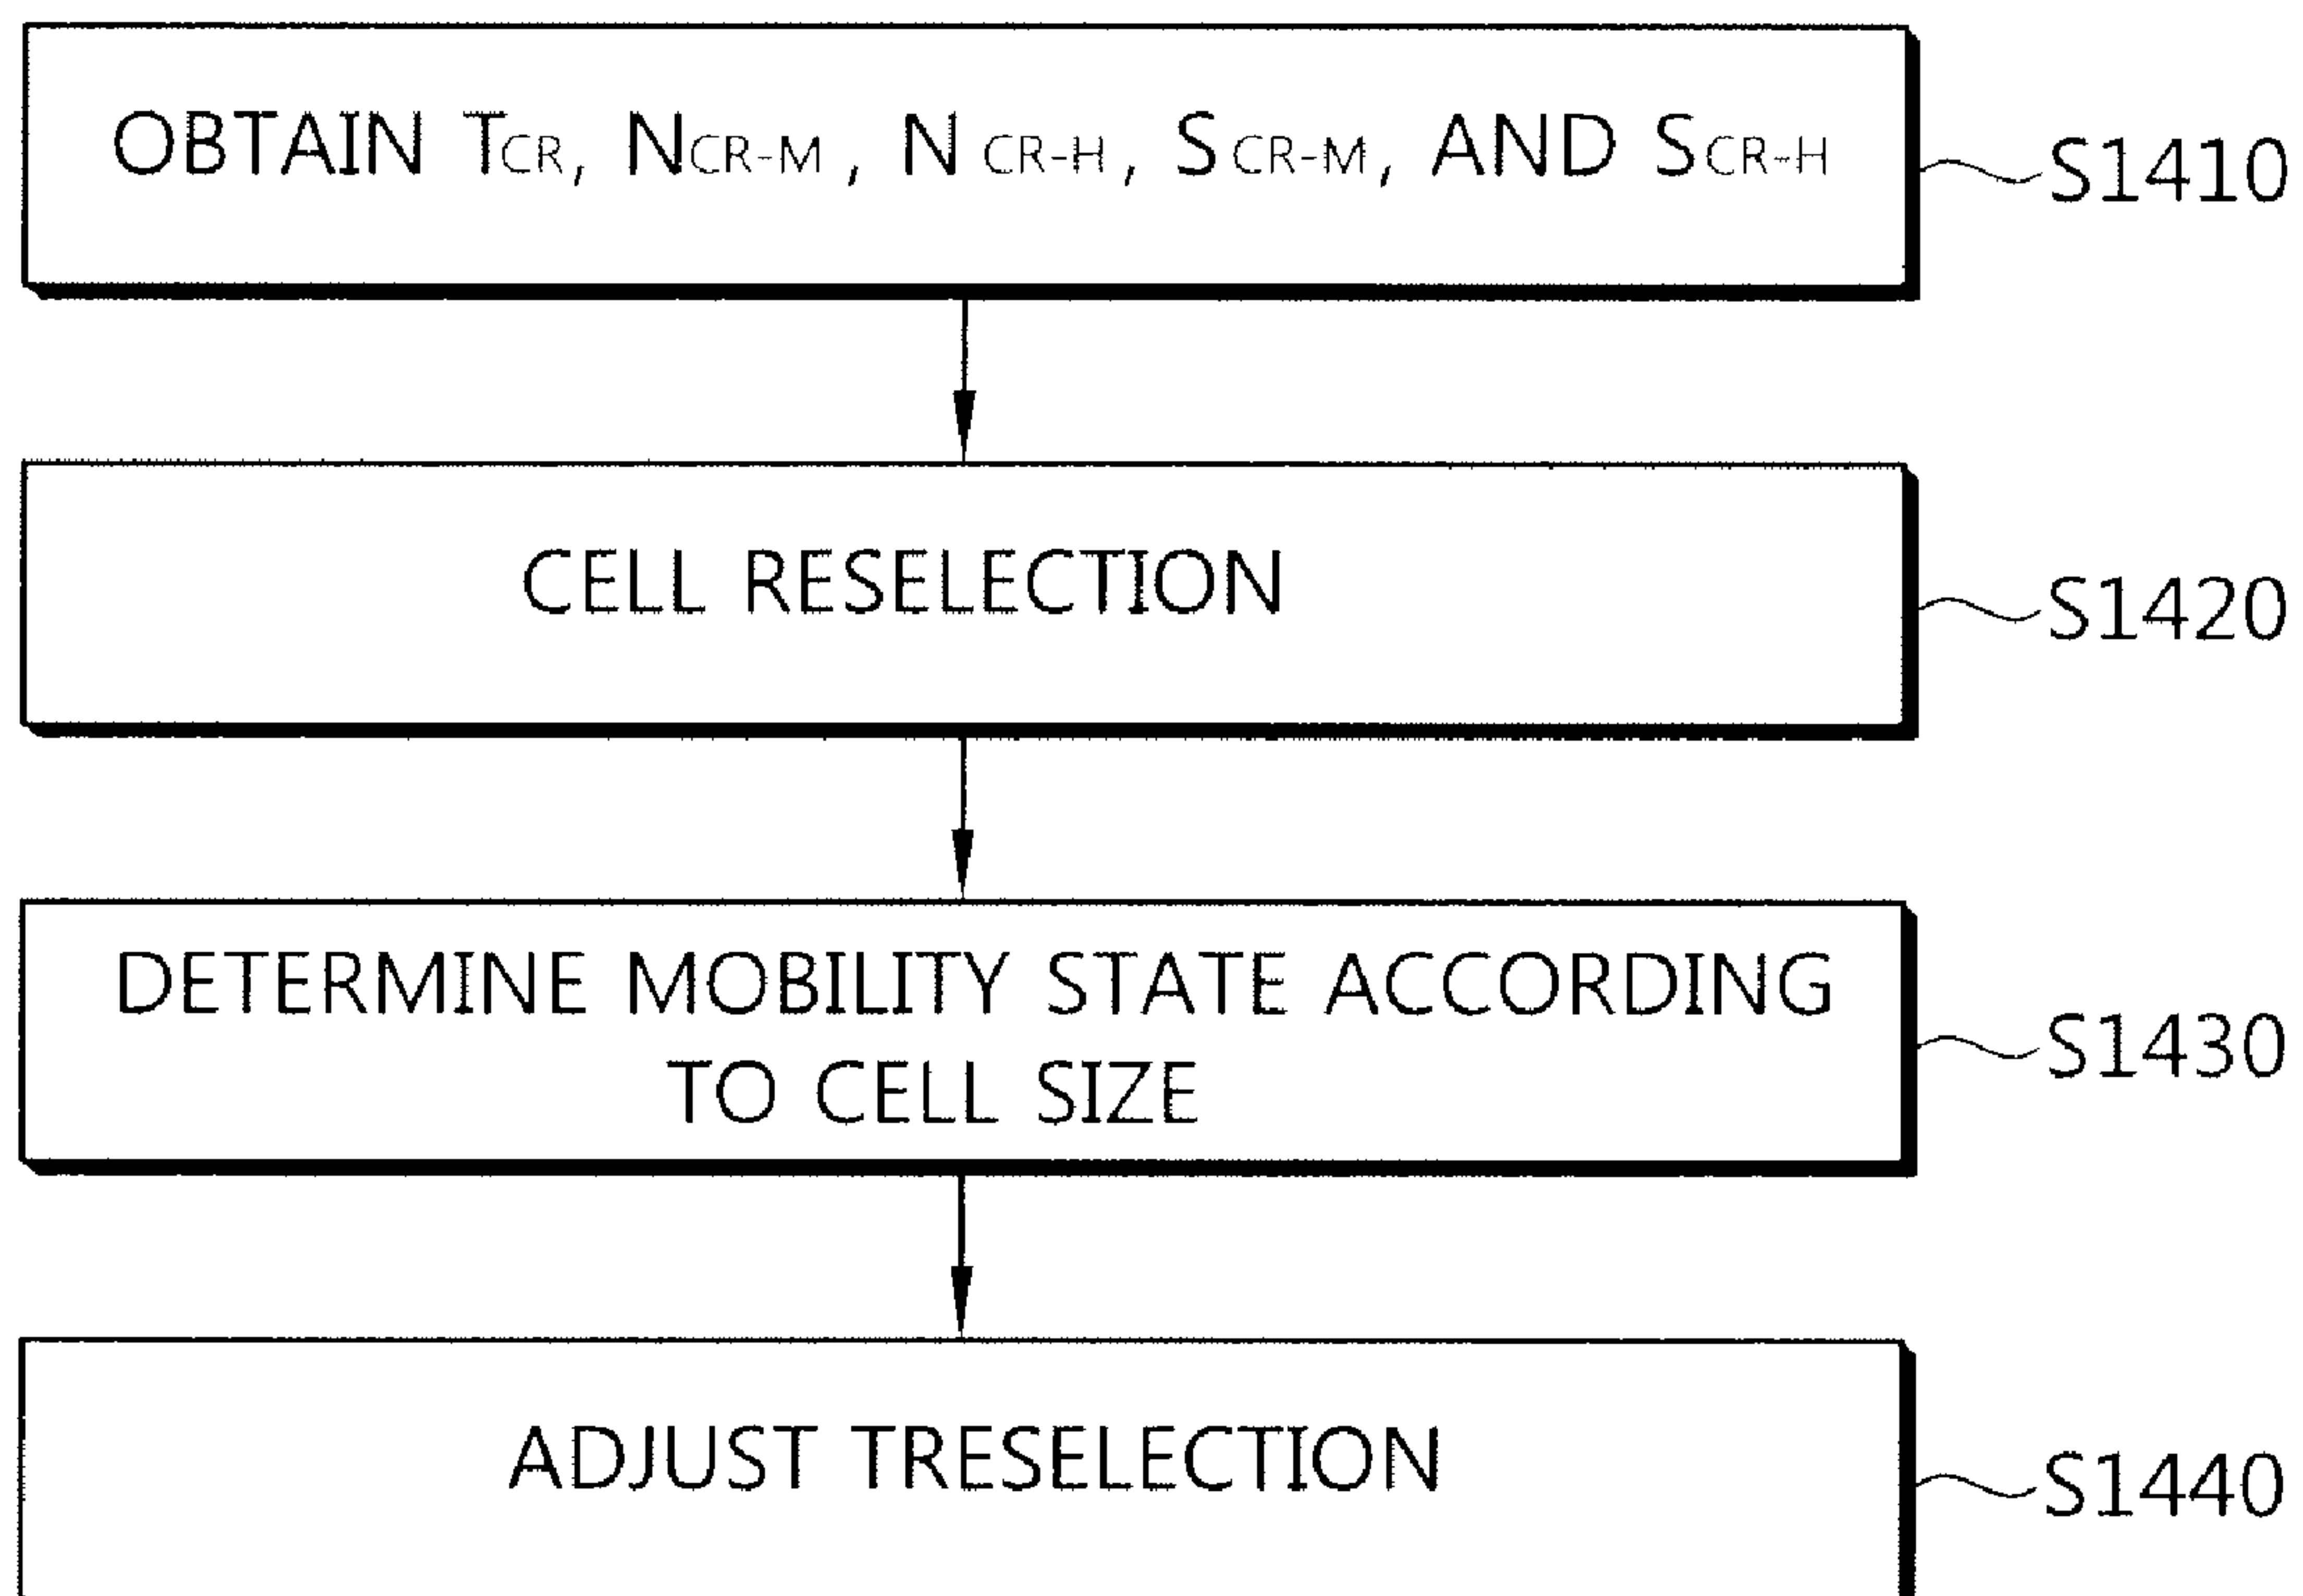 OBTAIN TCR, NCR-M, NCR-H, SCR-M, AND SCR-H
S1410
CELL RESELECTION
S1420
DETERMINE MOBILITY STATE ACCORDING
TO CELL SIZE
S1430
ADJUST TRESELECTION
S1440